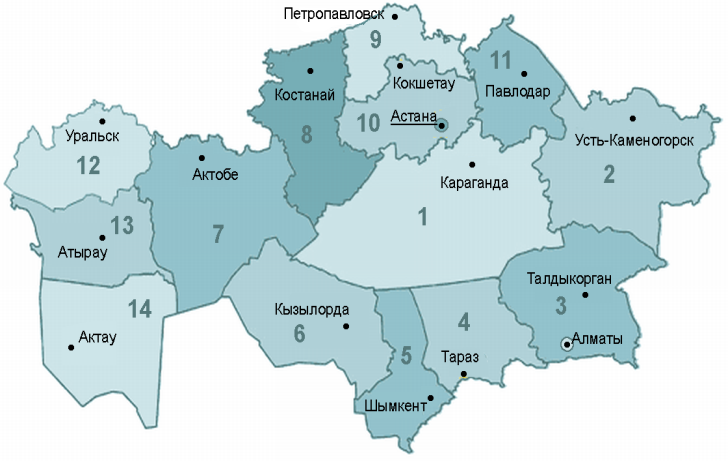 Петропавловск
9
11
Костанай
Кокшетау
Павлодар
10
Астана
Уральск
8
Усть-Каменогорск
12
Актобе
Караганда
2
13
7
1
Атырау
Талдыкорган
14
Кызылорда
3
6
4
Актау
5
Алматы
Тараз
Шымкент